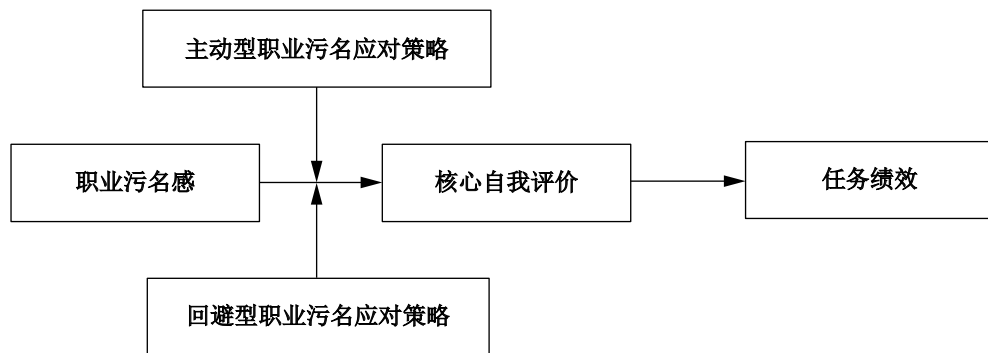 主动型职业污名应对策略
职业污名感
核心自我评价
任务绩效
回避型职业污名应对策略